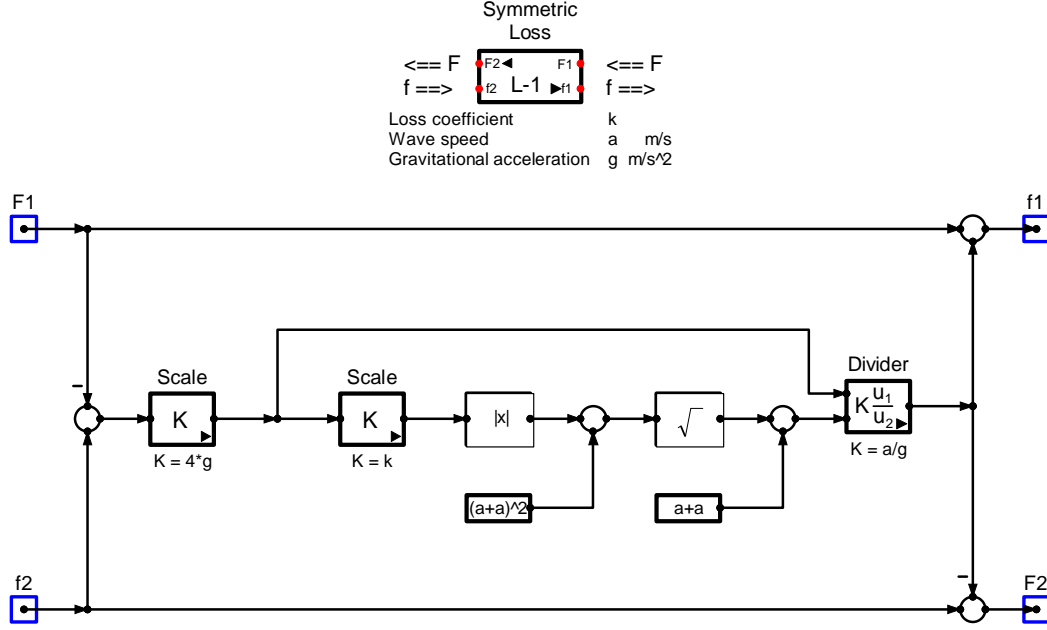 Symmetric
Loss
<== F F2◄ F1 <== F
f ==> f2 L-1 ►f1 f ==>
Loss coefficient k
Wave speed a m/s
Gravitational acceleration g m/s^2
F1 f1
−
Scale Scale Divider
K K |x| √ K u1/u2
K = 4*g K = k K = a/g
(a+a)^2 a+a
f2 − F2